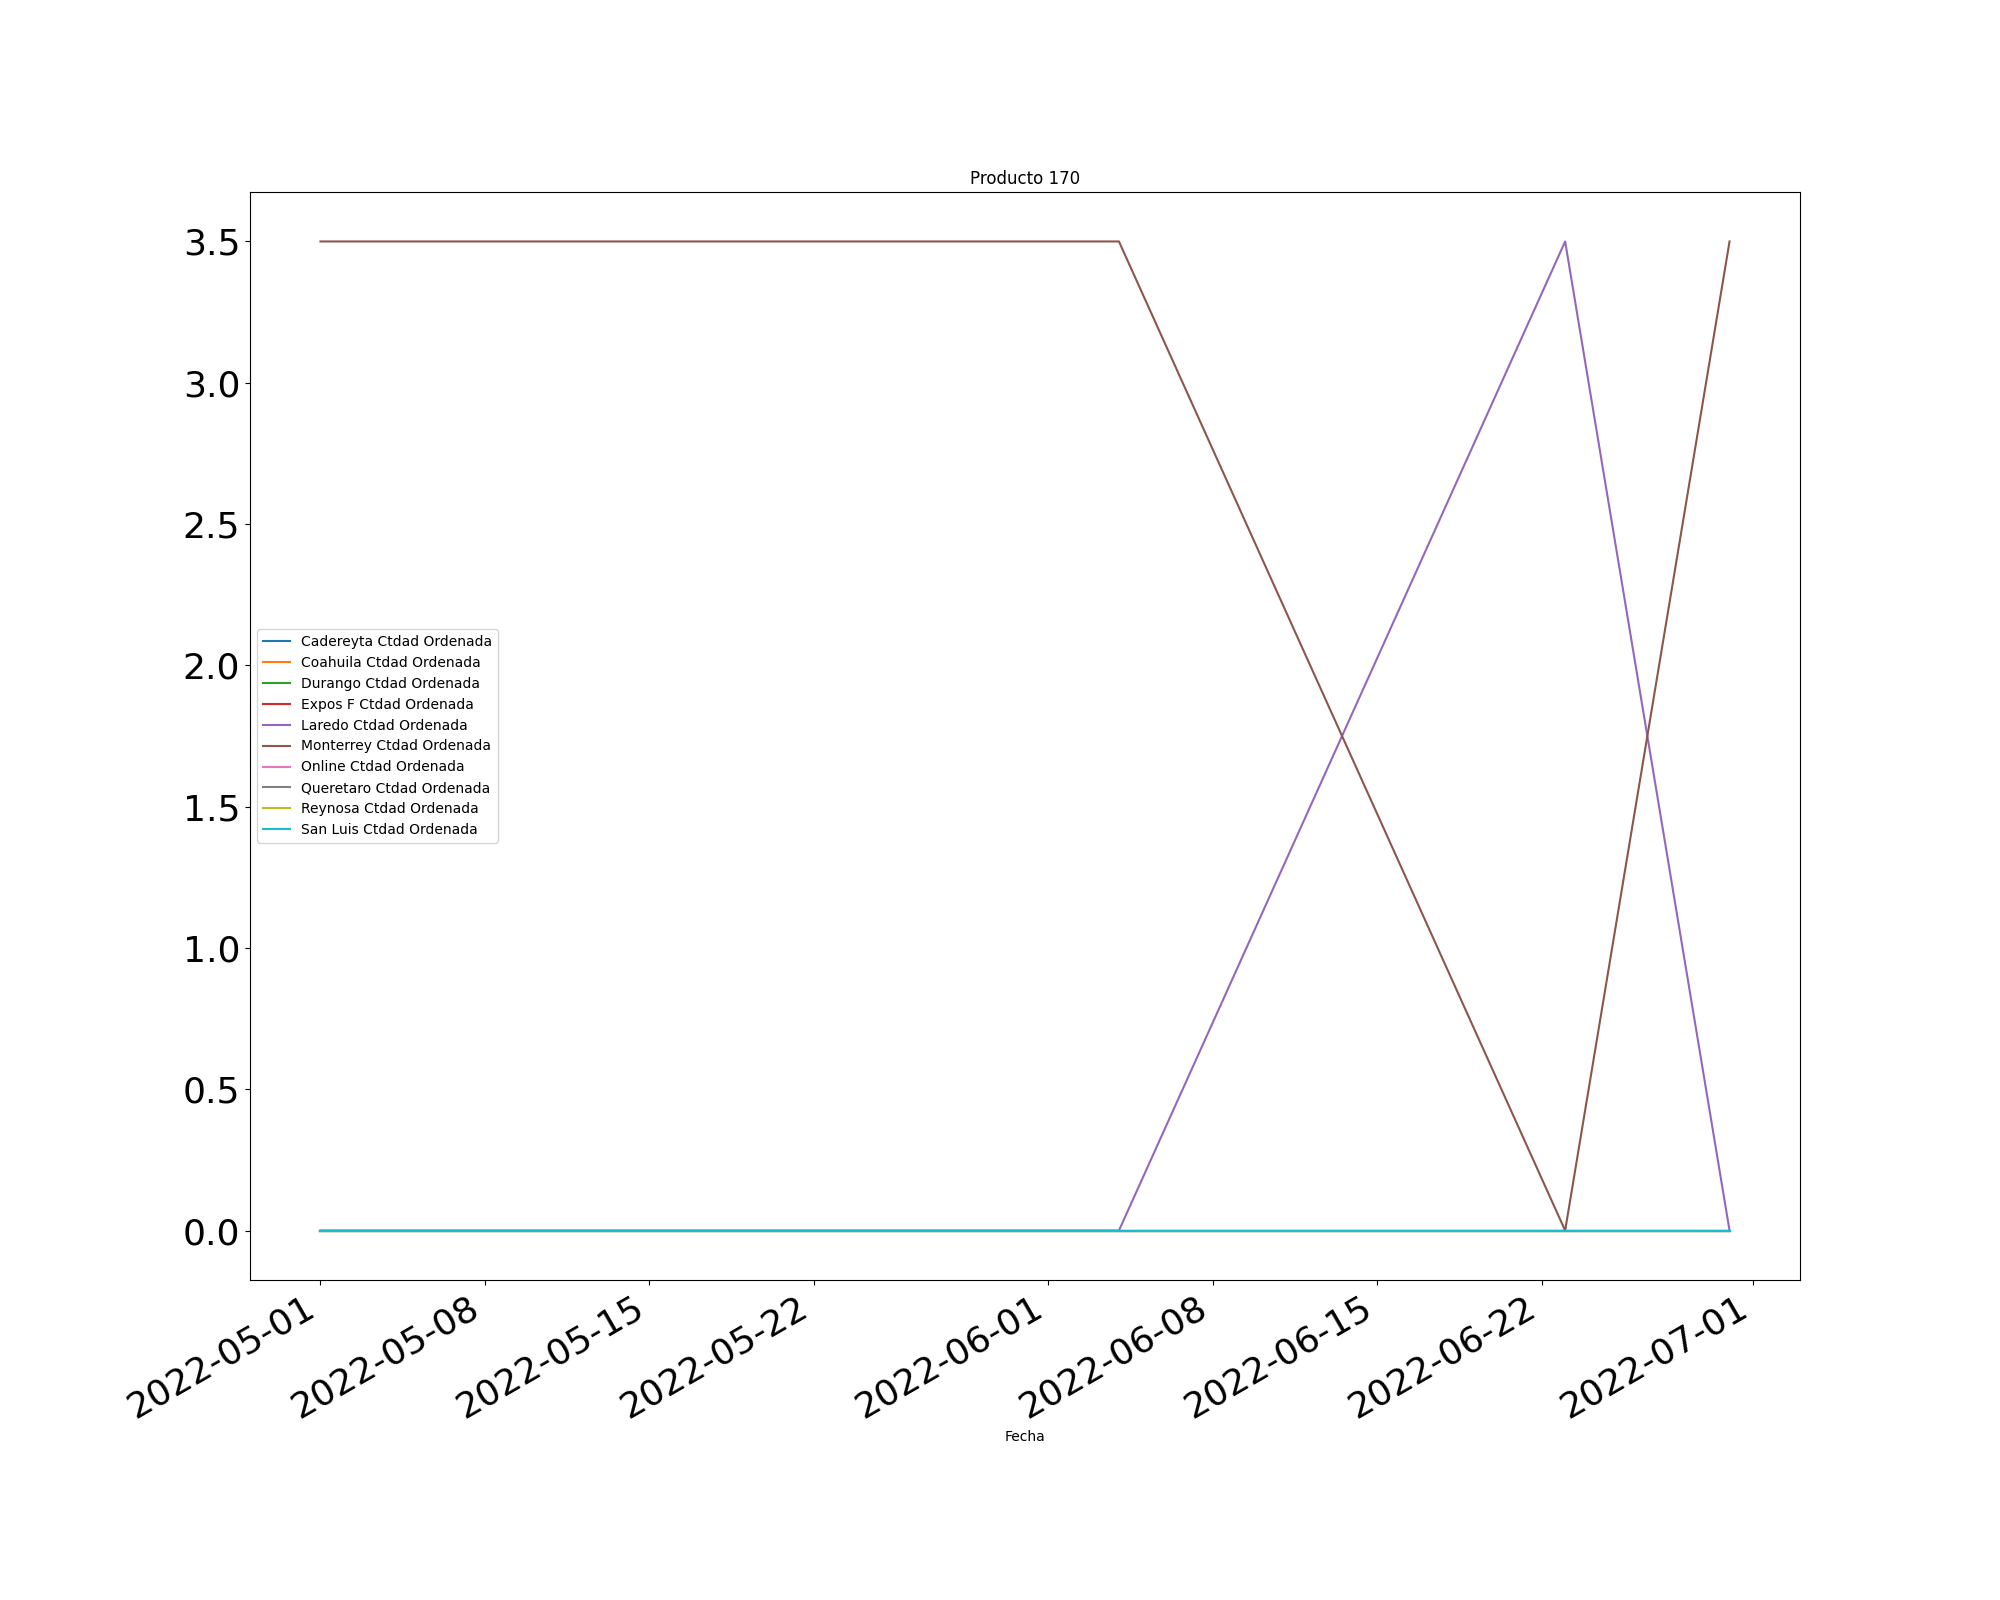 Producto 170
3.5
3.0
2.5
2.0
1.5
1.0
0.5
0.0
Cadereyta Ctdad Ordenada
Coahuila Ctdad Ordenada
Durango Ctdad Ordenada
Expos F Ctdad Ordenada
Laredo Ctdad Ordenada
Monterrey Ctdad Ordenada
Online Ctdad Ordenada
Queretaro Ctdad Ordenada
Reynosa Ctdad Ordenada
San Luis Ctdad Ordenada
2022-05-01
2022-05-08
2022-05-15
2022-05-22
2022-06-01
2022-06-08
2022-06-15
2022-06-22
2022-07-01
Fecha